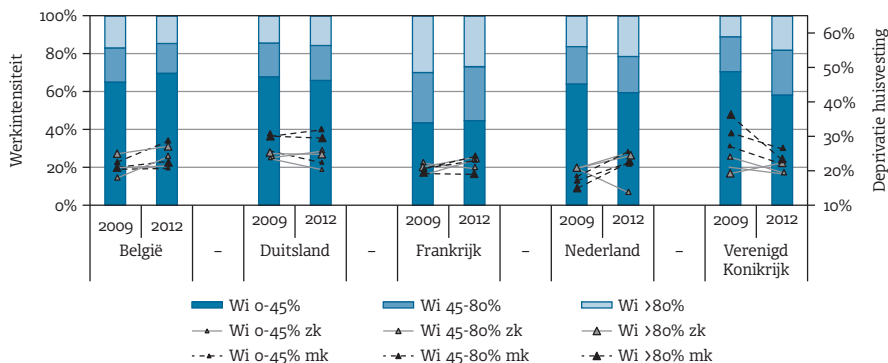 Werkintensiteit
100%
80%
60%
40%
20%
0%
Deprivatie huisvesting
60%
50%
40%
30%
20%
10%
2009 2012 2009 2012 2009 2012 2009 2012 2009 2012
België – Duitsland – Frankrijk – Nederland – Verenigd
Konikrijk
Wi 0-45% Wi 45-80% Wi >80%
Wi 0-45% zk Wi 45-80% zk Wi >80% zk
Wi 0-45% mk Wi 45-80% mk Wi >80% mk